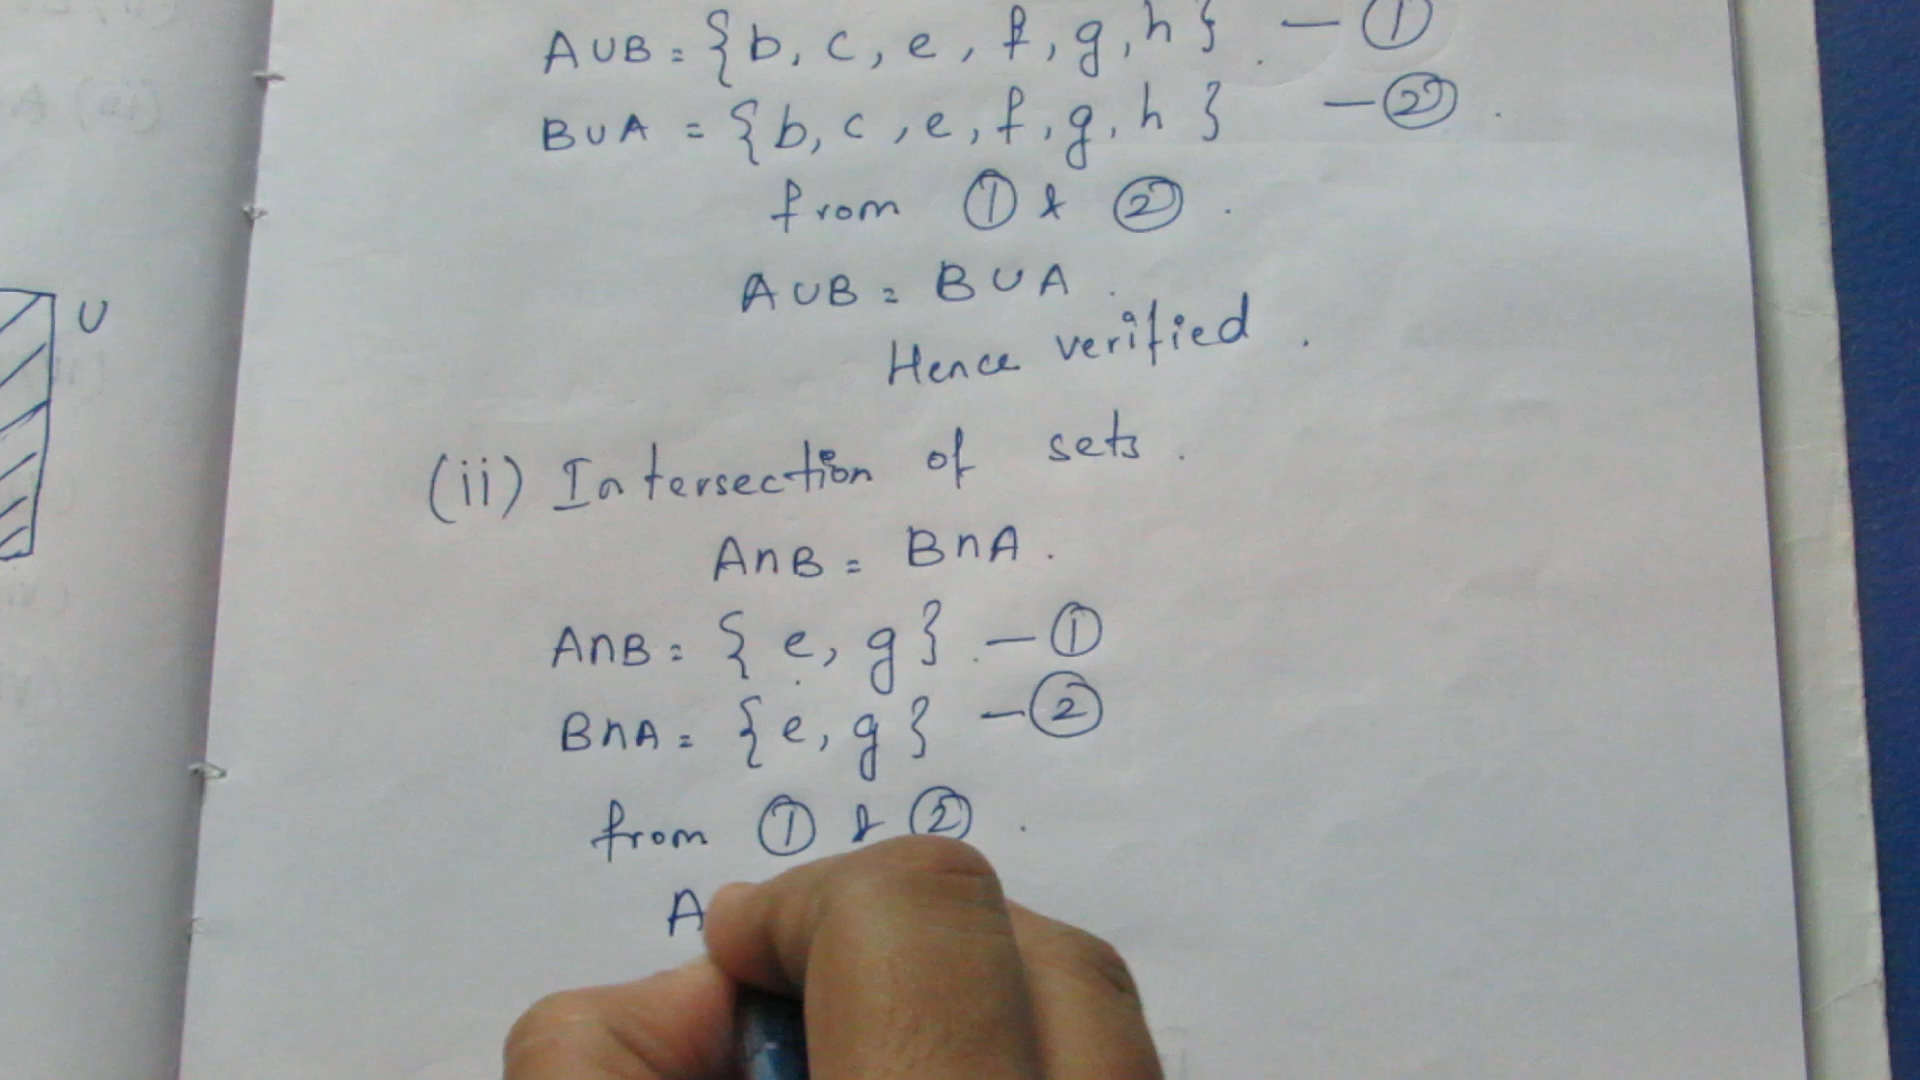 A∪B = {b, c, e, f, g, h} — ①
B∪A = {b, c, e, f, g, h} — ②.
from ① & ②.
A∪B = B∪A.
Hence verified.
(ii) Intersection of sets.
A∩B = B∩A.
A∩B = {e, g} — ①
B∩A = {e, g} — ②
from ① & ②.
A
U